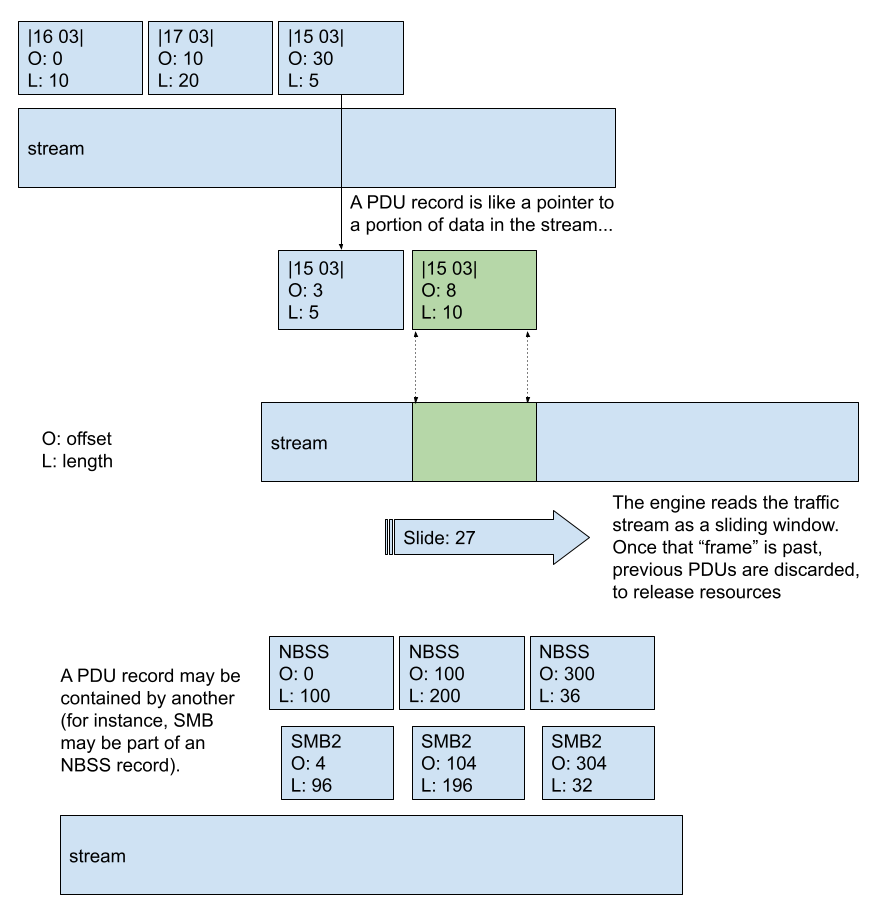 |16 03|
O: 0
L: 10
|17 03|
O: 10
L: 20
|15 03|
O: 30
L: 5
stream
A PDU record is like a pointer to
a portion of data in the stream...
|15 03|
O: 3
L: 5
|15 03|
O: 8
L: 10
O: offset
L: length
stream
Slide: 27
The engine reads the traffic
stream as a sliding window.
Once that “frame” is past,
previous PDUs are discarded,
to release resources
A PDU record may be
contained by another
(for instance, SMB
may be part of an
NBSS record).
NBSS
O: 0
L: 100
NBSS
O: 100
L: 200
NBSS
O: 300
L: 36
SMB2
O: 4
L: 96
SMB2
O: 104
L: 196
SMB2
O: 304
L: 32
stream